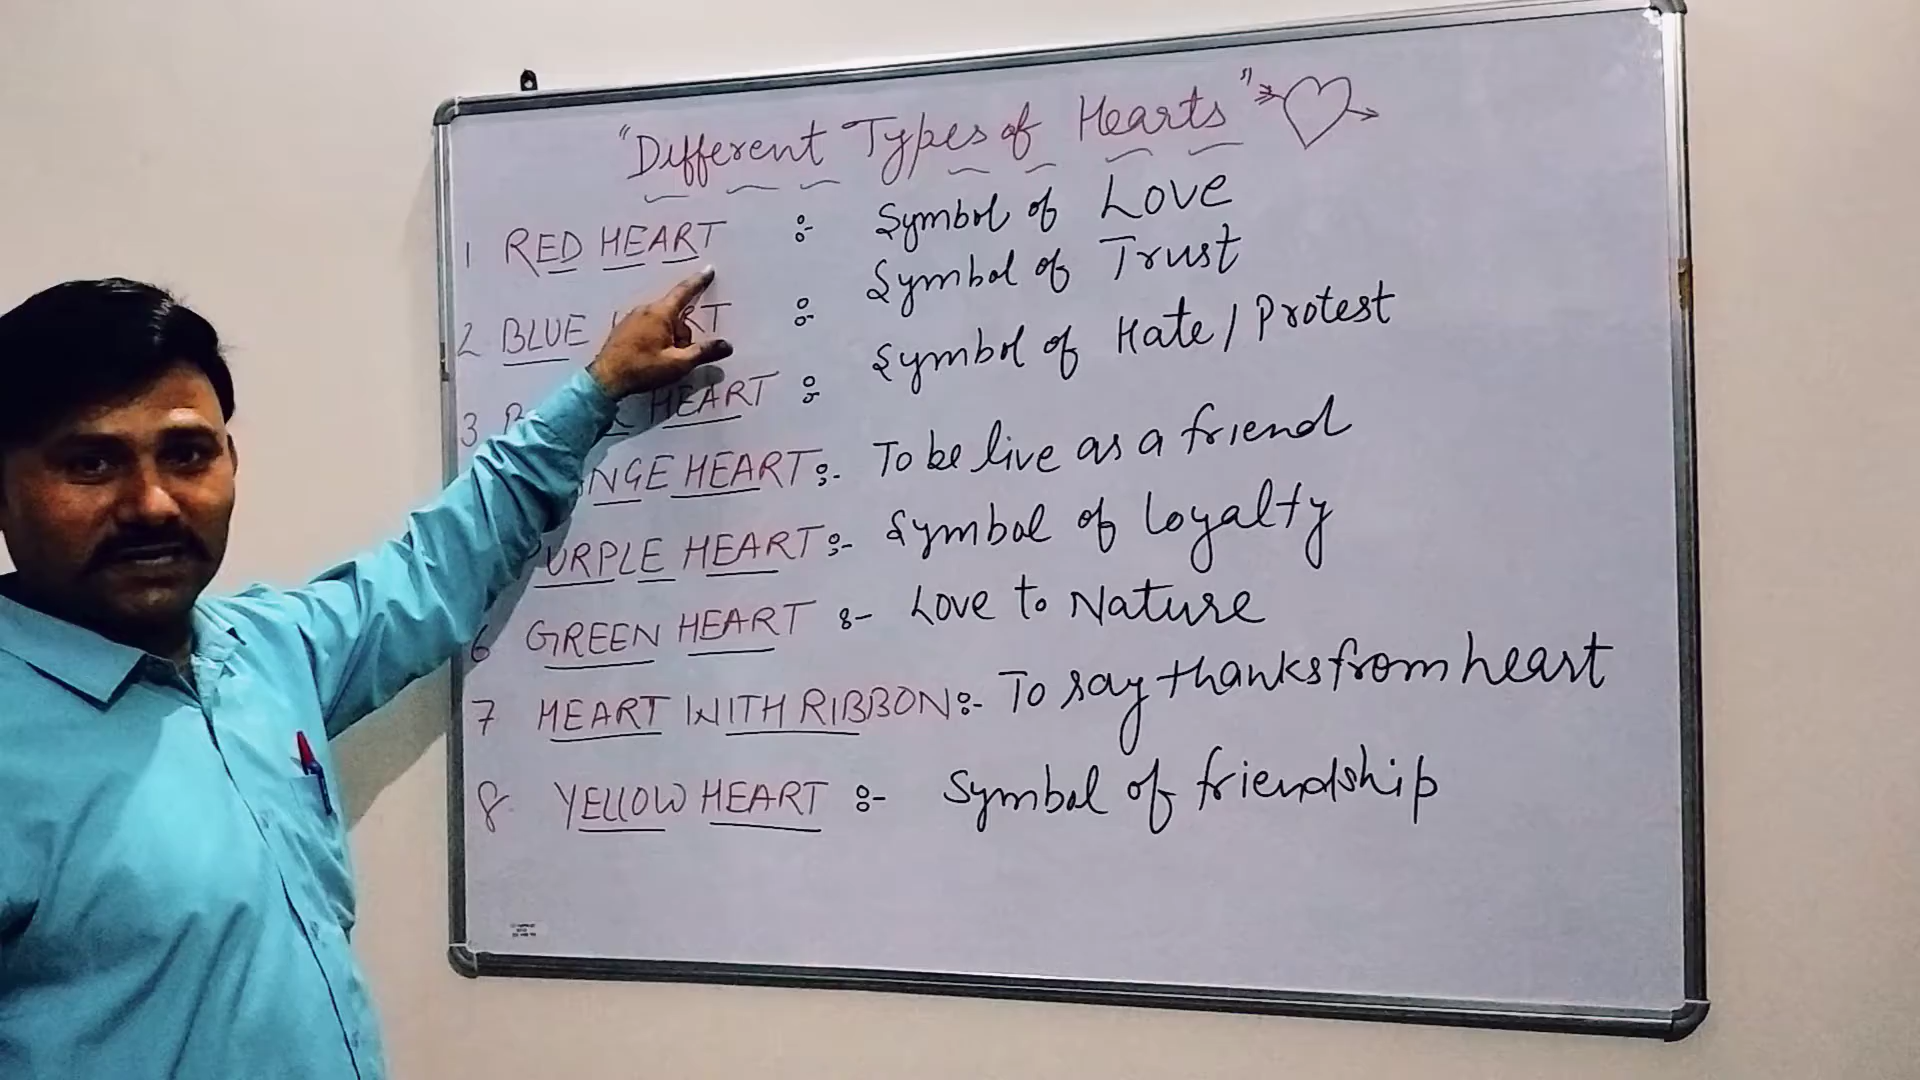 "Different Types of Hearts"
1 RED HEART :- Symbol of Love
2 BLUE :- Symbol of Trust
3 HEART :- Symbol of Hate / Protest
HEART :- To be live as a friend
PURPLE HEART :- Symbol of loyalty
6 GREEN HEART :- Love to Nature
7 HEART WITH RIBBON :- To say thanks from heart
8. YELLOW HEART :- Symbol of friendship